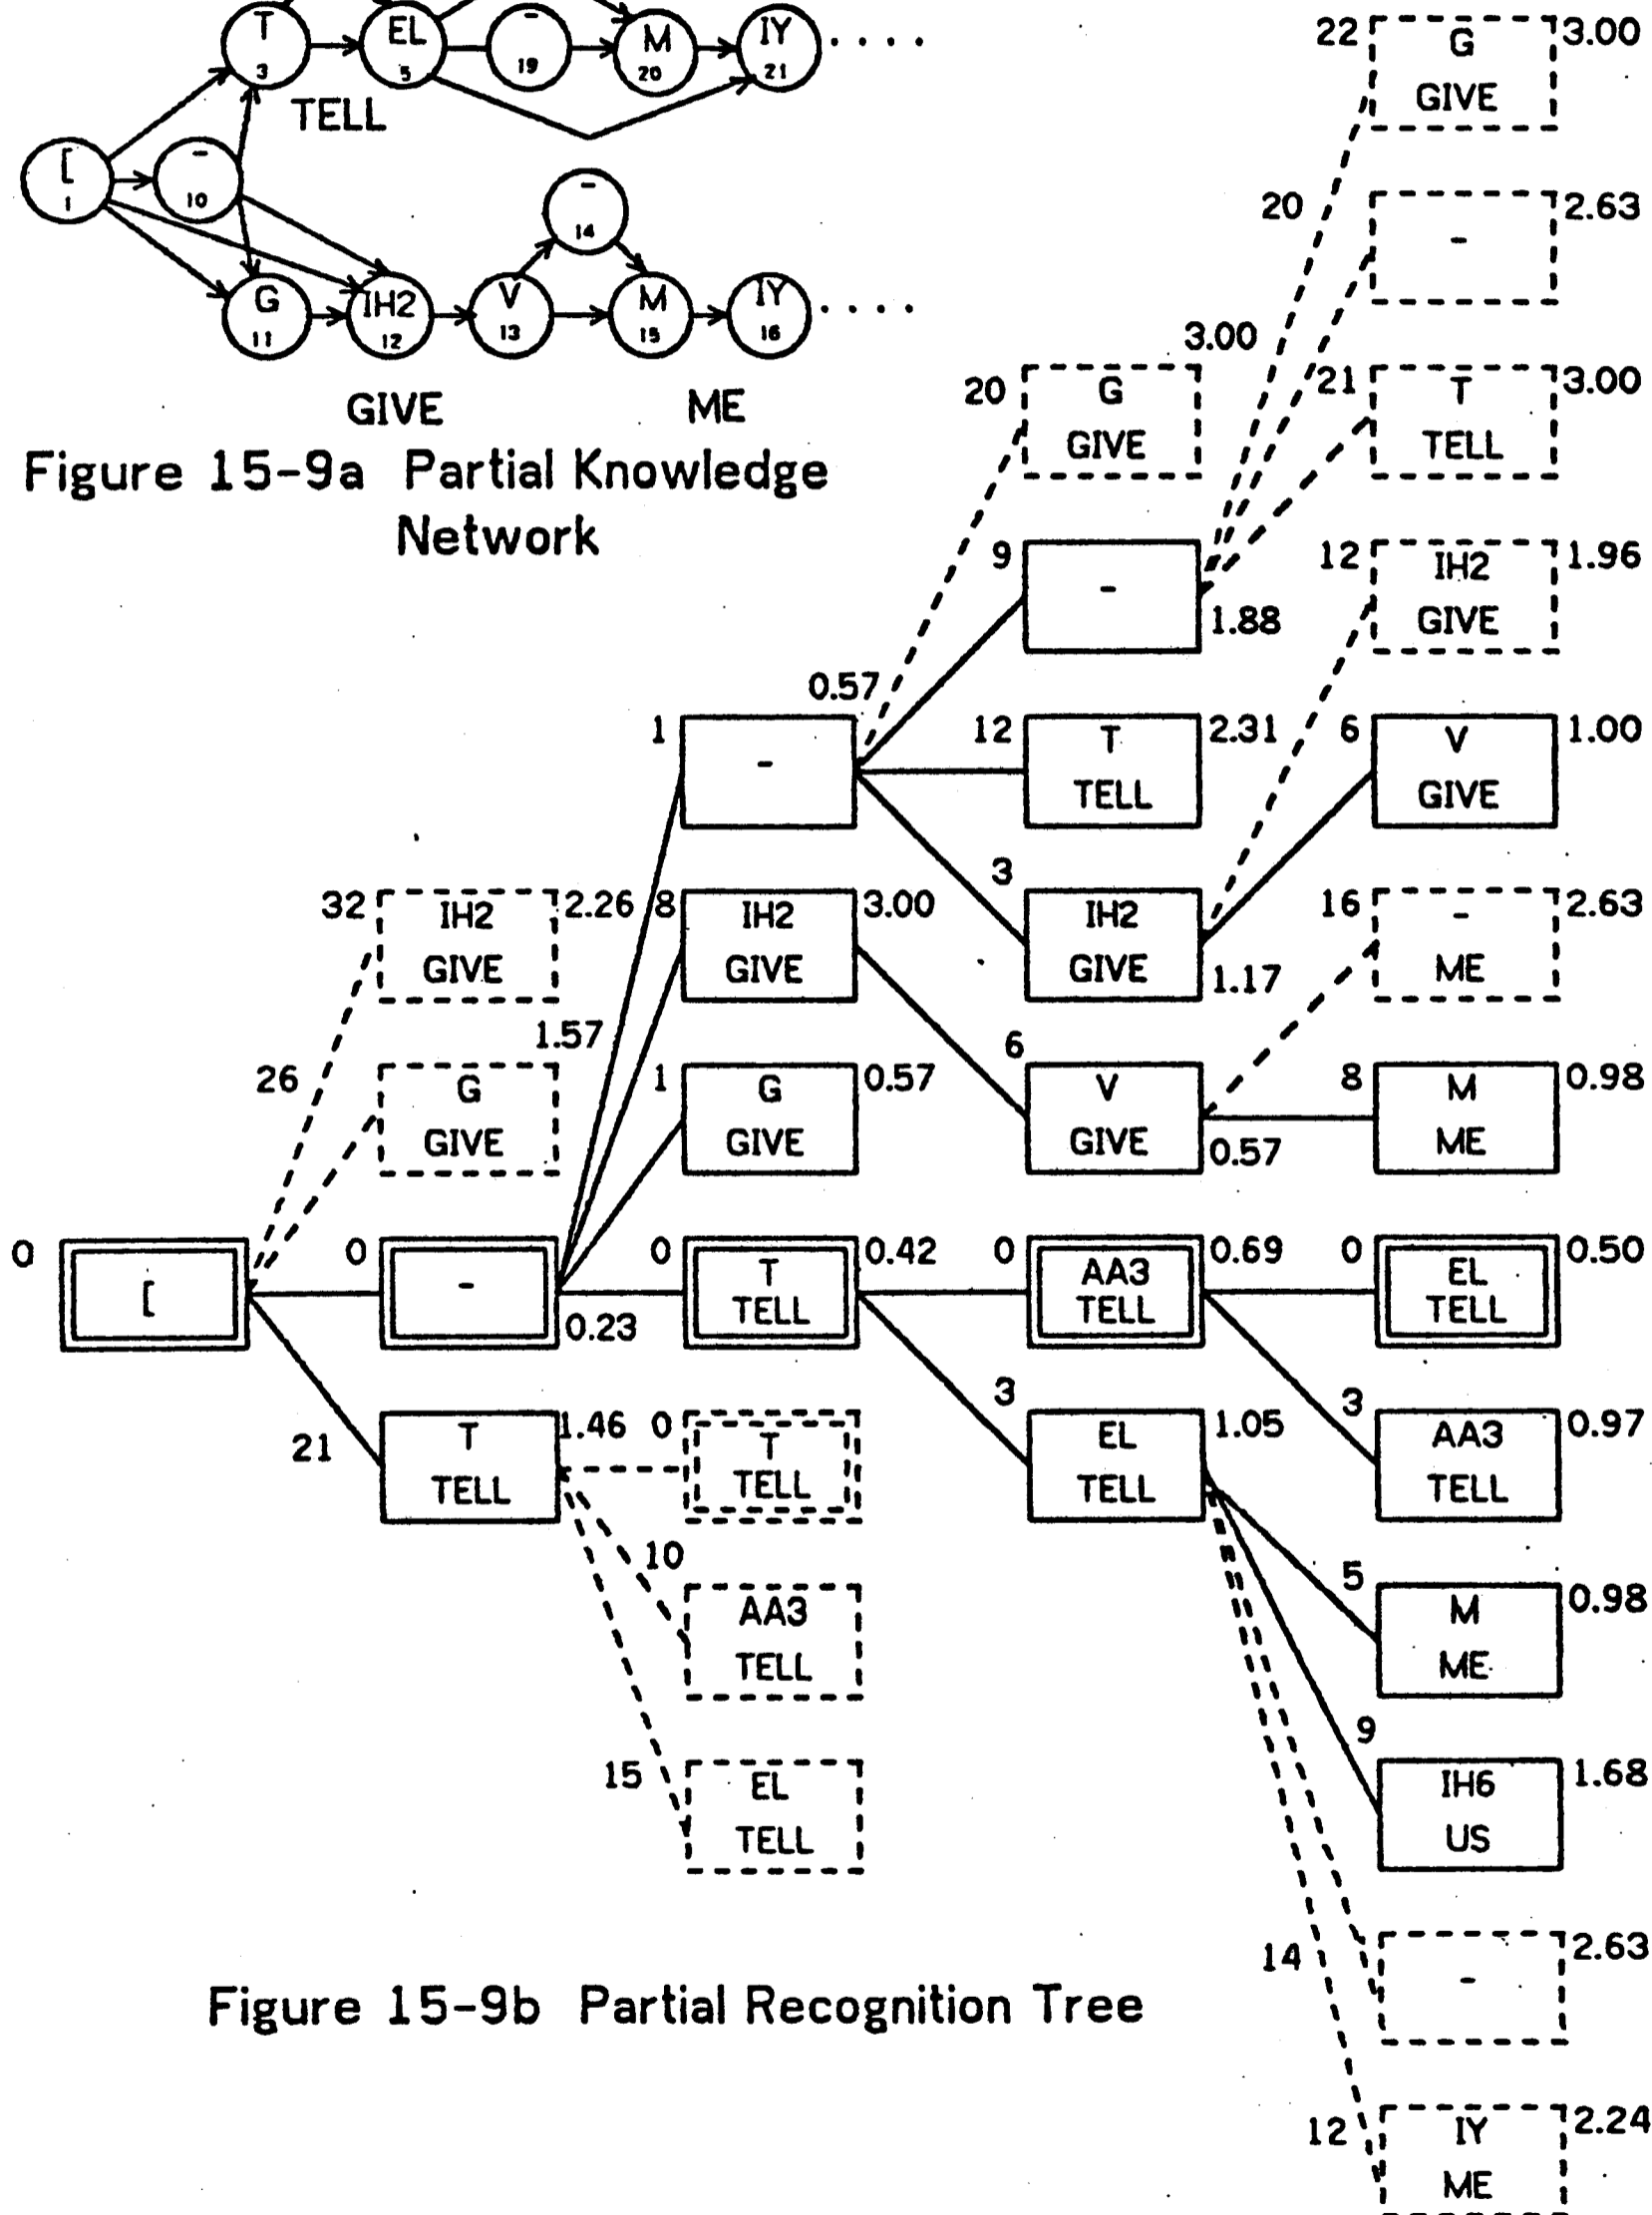 T
3
EL
5
-
19
M
20
IY
21
. . . .
TELL
[
1
-
10
-
14
G
11
IH2
12
V
13
M
15
IY
16
. . . .
GIVE
ME
Figure 15-9a Partial Knowledge
Network
22
G
GIVE
3.00
20
-
2.63
3.00
20
G
GIVE
21
T
TELL
3.00
9
-
1.88
12
IH2
GIVE
1.96
0.57
1
-
12
T
TELL
2.31
6
V
GIVE
1.00
3
IH2
GIVE
1.17
32
IH2
GIVE
2.26
8
IH2
GIVE
3.00
16
-
ME
2.63
1.57
26
G
GIVE
1
G
GIVE
0.57
6
V
GIVE
0.57
8
M
ME
0.98
0
[
0
-
0.23
0
T
TELL
0.42
0
AA3
TELL
0.69
0
EL
TELL
0.50
21
T
TELL
1.46
0
T
TELL
3
EL
TELL
1.05
3
AA3
TELL
0.97
10
AA3
TELL
5
M
ME
0.98
15
EL
TELL
9
IH6
US
1.68
14
-
2.63
12
IY
ME
2.24
Figure 15-9b Partial Recognition Tree